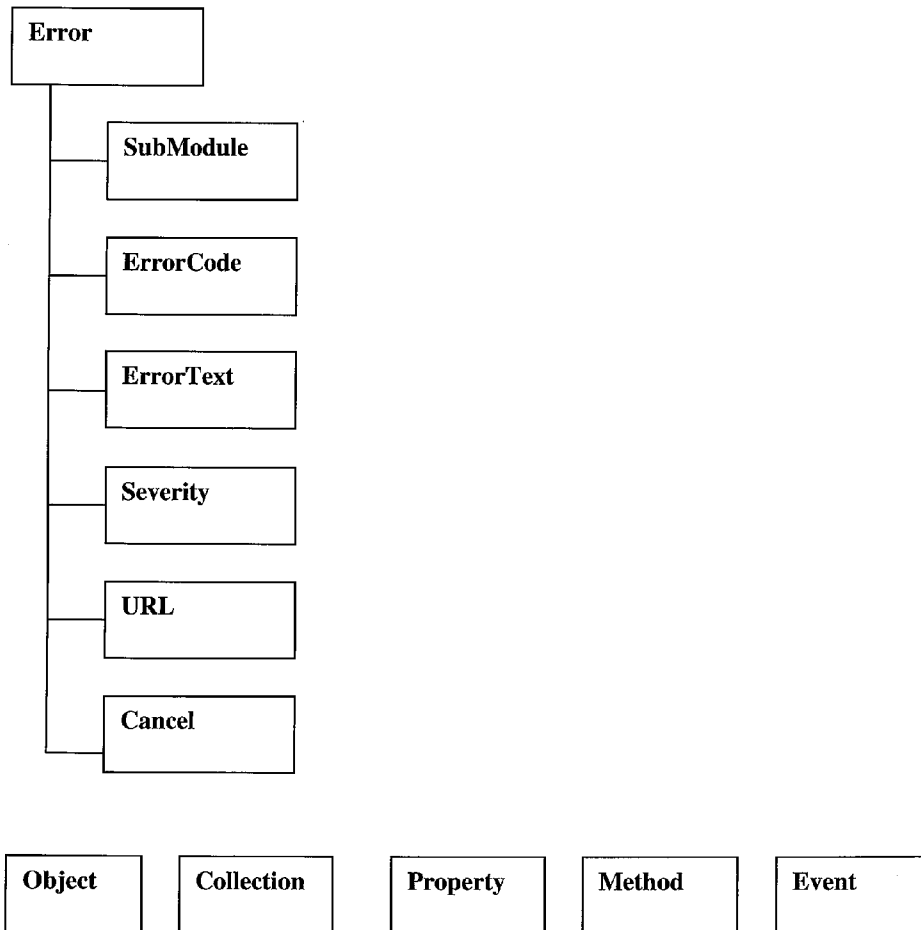 Error
SubModule
ErrorCode
ErrorText
Severity
URL
Cancel
Object Collection Property Method Event